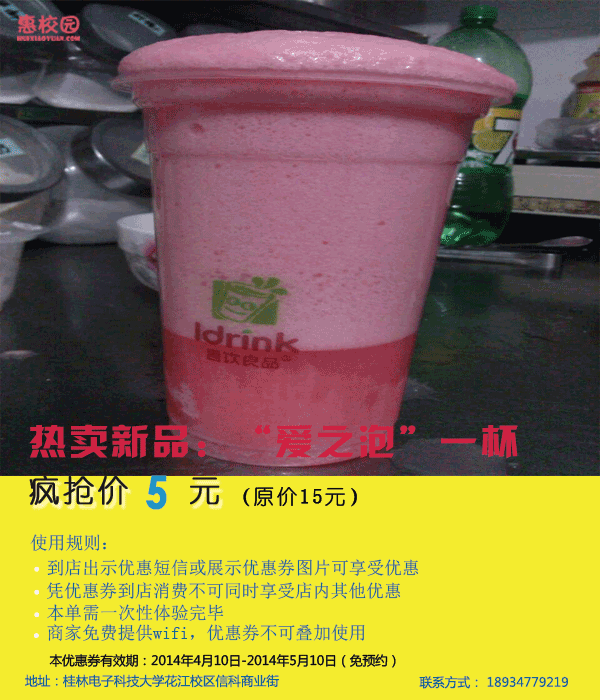 惠校园
HUIXIAOYUAN.COM
7
Idrink
壹饮良品
热卖新品：“爱之泡”一杯
疯抢价 5 元（原价15元）
使用规则：
到店出示优惠短信或展示优惠券图片可享受优惠
凭优惠券到店消费不可同时享受店内其他优惠
本单需一次性体验完毕
商家免费提供wifi，优惠券不可叠加使用
本优惠券有效期：2014年4月10日-2014年5月10日（免预约）
地址：桂林电子科技大学花江校区信科商业街
联系方式： 18934779219